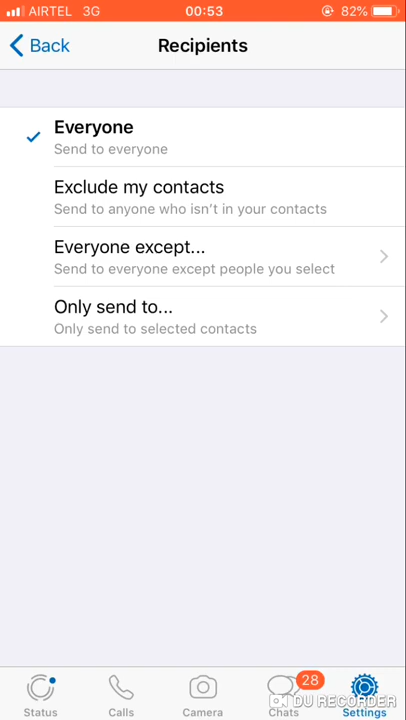 AIRTEL 3G 00:53 82%
Back Recipients
Everyone
Send to everyone
Exclude my contacts
Send to anyone who isn't in your contacts
Everyone except...
Send to everyone except people you select
Only send to...
Only send to selected contacts
28
Status Calls Camera Chats Settings
DU RECORDER